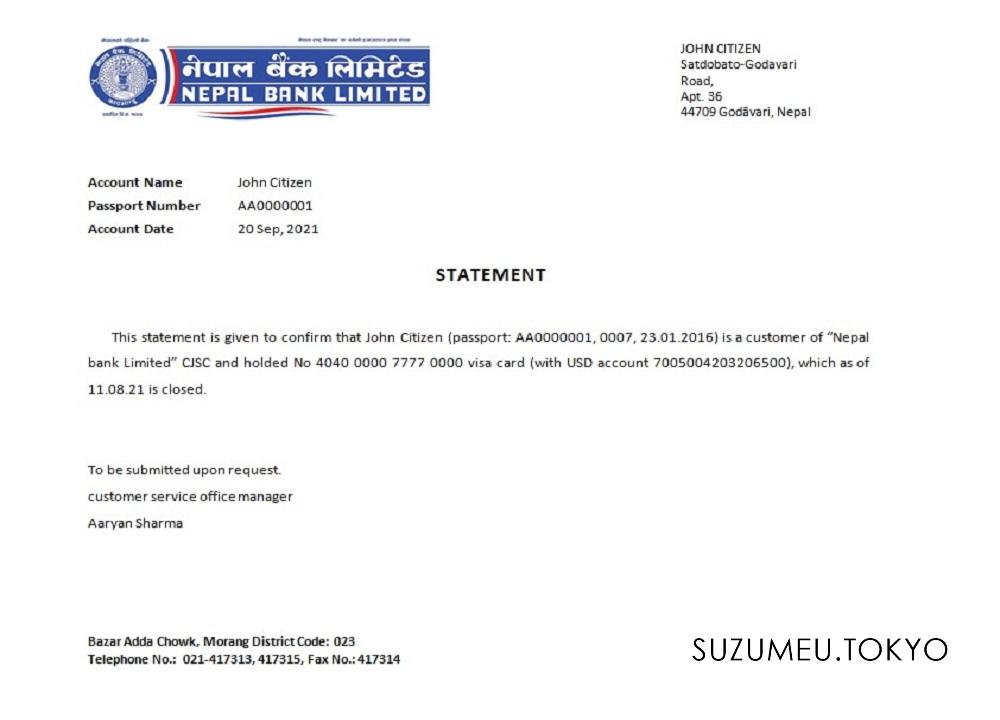 नेपाल बैंक लिमिटेड
NEPAL BANK LIMITED
JOHN CITIZEN
Satdobato-Godavari
Road,
Apt. 36
44709 Godāvari, Nepal
Account Name John Citizen
Passport Number AA0000001
Account Date 20 Sep, 2021
STATEMENT
This statement is given to confirm that John Citizen (passport: AA0000001, 0007, 23.01.2016) is a customer of “Nepal
bank Limited” CJSC and holded No 4040 0000 7777 0000 visa card (with USD account 7005004203206500), which as of
11.08.21 is closed.
To be submitted upon request.
customer service office manager
Aaryan Sharma
Bazar Adda Chowk, Morang District Code: 023
Telephone No.: 021-417313, 417315, Fax No.: 417314
SUZUMEU.TOKYO